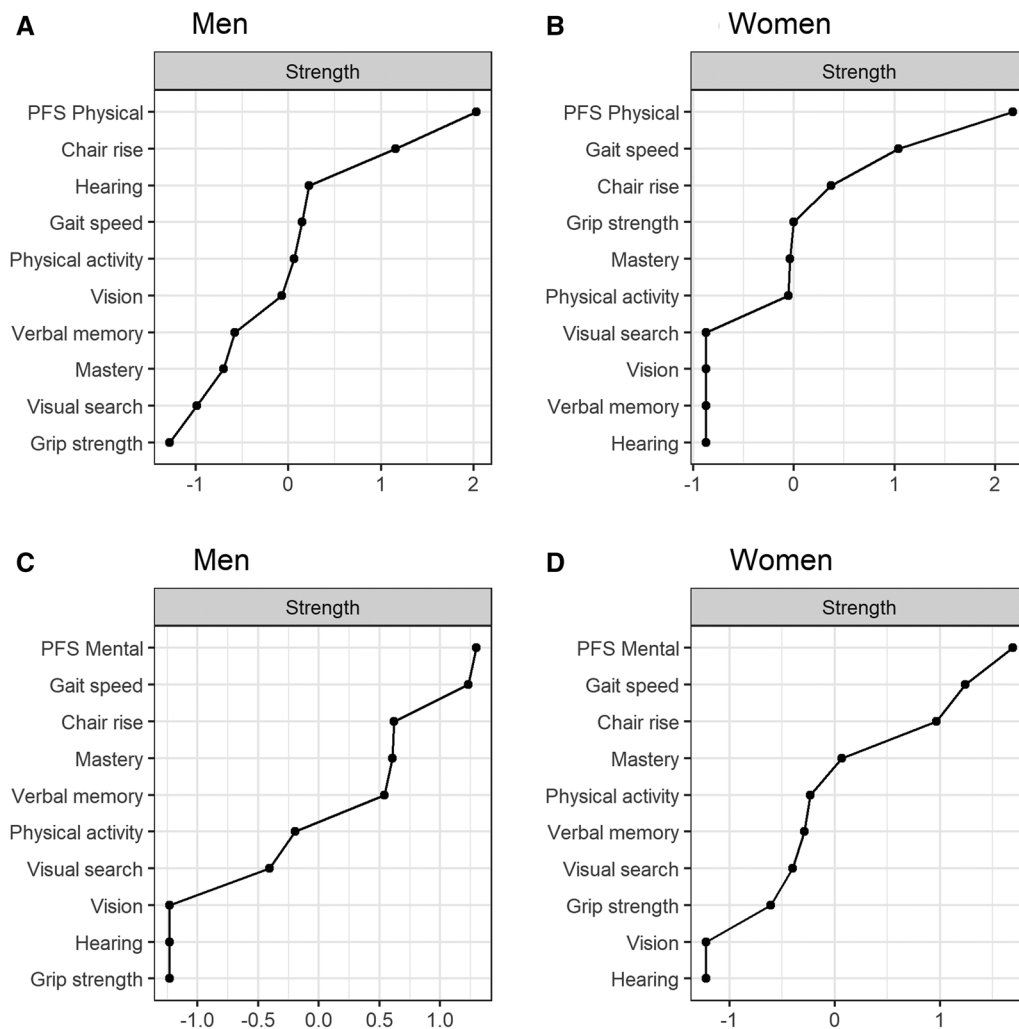 A Men
Strength
PFS Physical
Chair rise
Hearing
Gait speed
Physical activity
Vision
Verbal memory
Mastery
Visual search
Grip strength
-1 0 1 2
B Women
Strength
PFS Physical
Gait speed
Chair rise
Grip strength
Mastery
Physical activity
Visual search
Vision
Verbal memory
Hearing
-1 0 1 2
C Men
Strength
PFS Mental
Gait speed
Chair rise
Mastery
Verbal memory
Physical activity
Visual search
Vision
Hearing
Grip strength
-1.0 -0.5 0.0 0.5 1.0
D Women
Strength
PFS Mental
Gait speed
Chair rise
Mastery
Physical activity
Verbal memory
Visual search
Grip strength
Vision
Hearing
-1 0 1